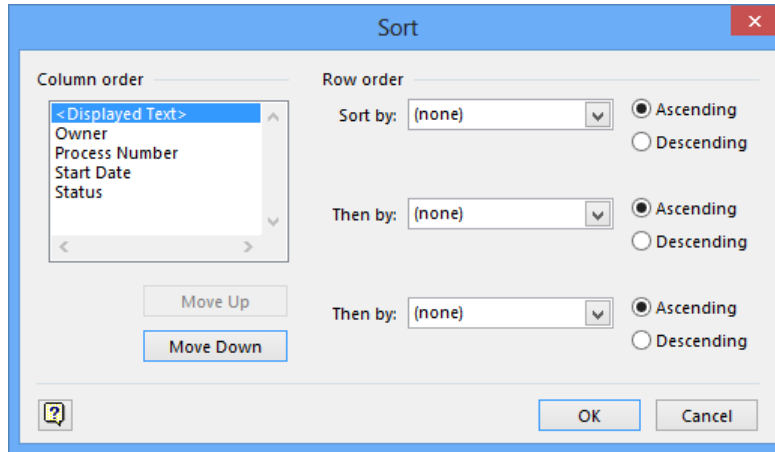 Sort
Column order
<Displayed Text>
Owner
Process Number
Start Date
Status
Move Up
Move Down
Row order
Sort by: (none) Ascending
Descending
Then by: (none) Ascending
Descending
Then by: (none) Ascending
Descending
OK Cancel